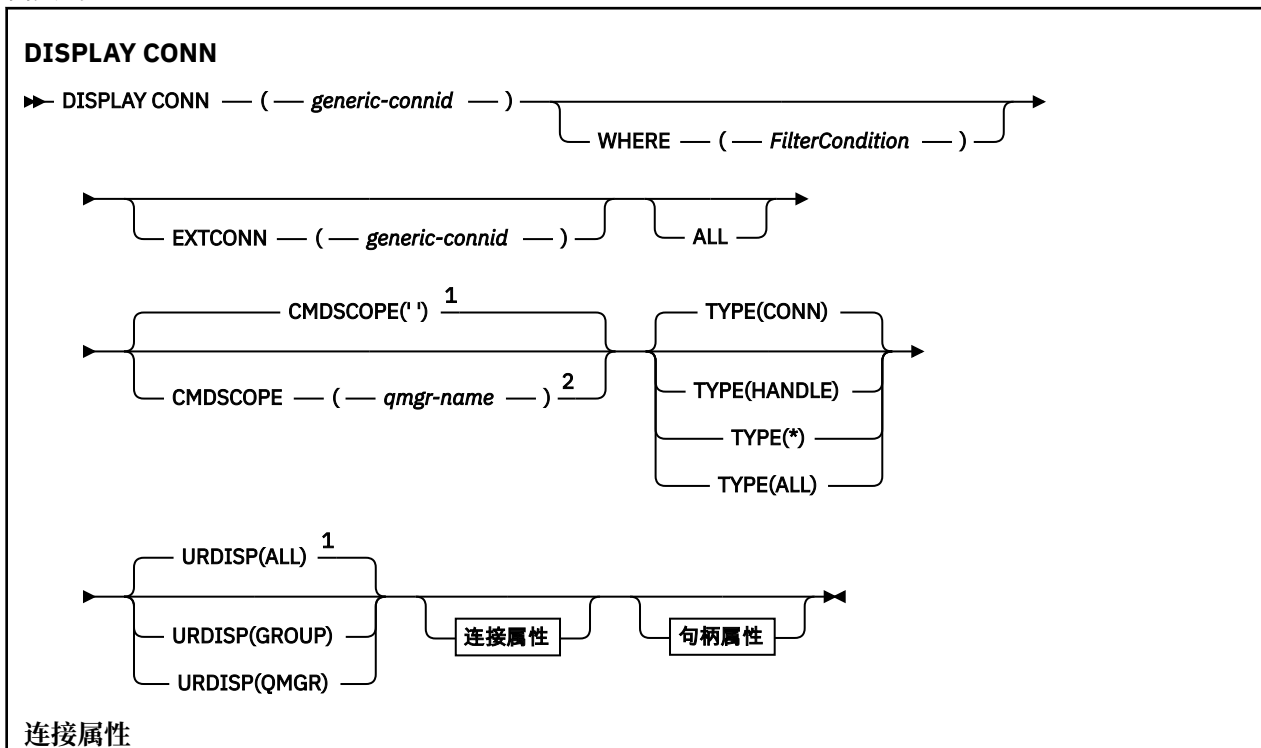 DISPLAY CONN
DISPLAY CONN — ( — generic-connid — )
WHERE — ( — FilterCondition — )
EXTCONN — ( — generic-connid — )
ALL
CMDSCOPE(' ') 1
CMDSCOPE — ( — qmgr-name — ) 2
TYPE(CONN)
TYPE(HANDLE)
TYPE(*)
TYPE(ALL)
URDISP(ALL) 1
URDISP(GROUP)
URDISP(QMGR)
连接属性
句柄属性
连接属性